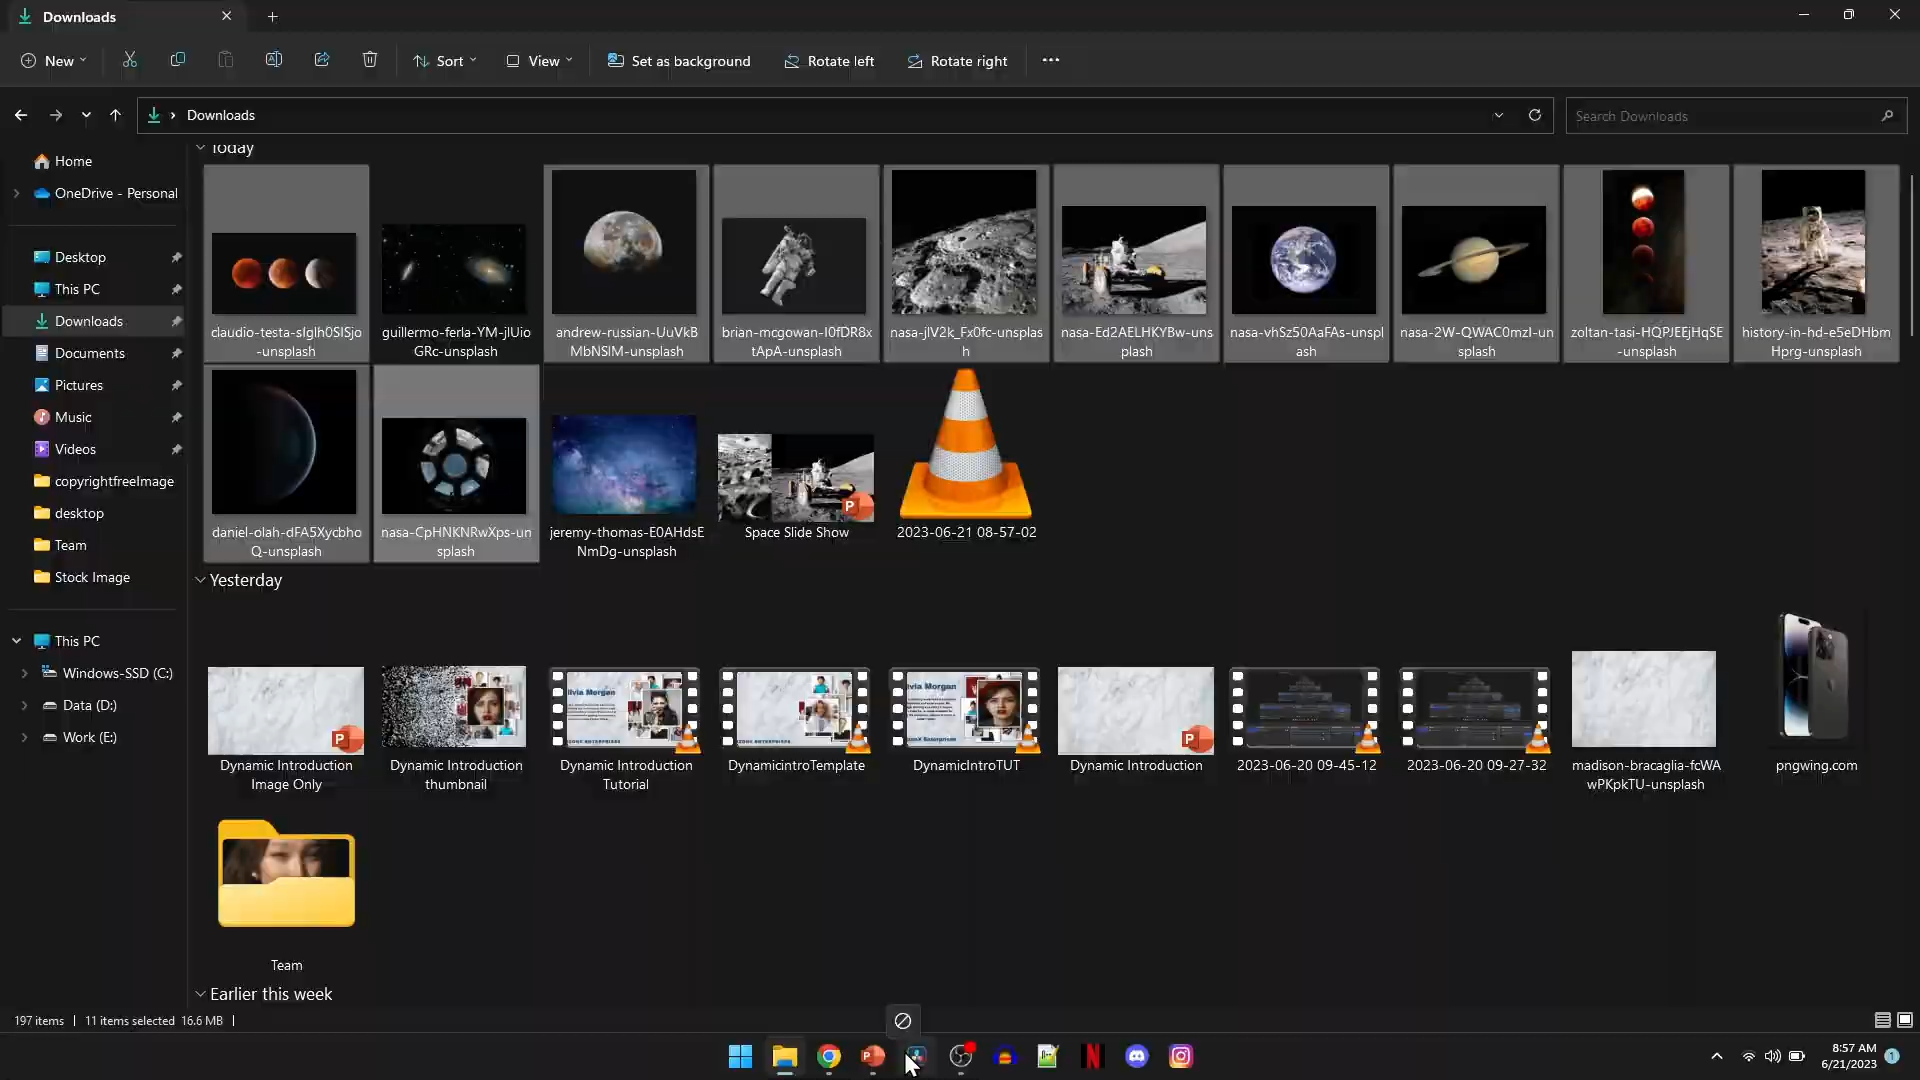 Downloads
New
Sort
View
Set as background
Rotate left
Rotate right
Downloads
Search Downloads
Home
OneDrive - Personal
Desktop
This PC
Downloads
Documents
Pictures
Music
Videos
copyrightfreeImage
desktop
Team
Stock Image
This PC
Windows-SSD (C:)
Data (D:)
Work (E:)
Today
claudio-testa-sIgIh0SISjo
-unsplash
guillermo-ferla-YM-jIUio
GRc-unsplash
andrew-russian-UuVkB
MbNSlM-unsplash
brian-mcgowan-I0fDR8x
tApA-unsplash
nasa-jlV2k_Fx0fc-unsplas
h
nasa-Ed2AELHKYBw-uns
plash
nasa-vhSz50AaFAs-unspl
ash
nasa-2W-QWAC0mzI-un
splash
zoltan-tasi-HQPJEEjHqSE
-unsplash
history-in-hd-e5eDHbm
Hprg-unsplash
daniel-olah-dFA5Xycbho
Q-unsplash
nasa-CpHNKNRwXps-un
splash
jeremy-thomas-E0AHdsE
NmDg-unsplash
Space Slide Show
2023-06-21 08-57-02
Yesterday
Dynamic Introduction
Image Only
Dynamic Introduction
thumbnail
Dynamic Introduction
Tutorial
DynamicintroTemplate
DynamicIntroTUT
Dynamic Introduction
2023-06-20 09-45-12
2023-06-20 09-27-32
madison-bracaglia-fcWA
wPKpkTU-unsplash
pngwing.com
Team
Earlier this week
197 items
11 items selected 16.6 MB
8:57 AM
6/21/2023
1